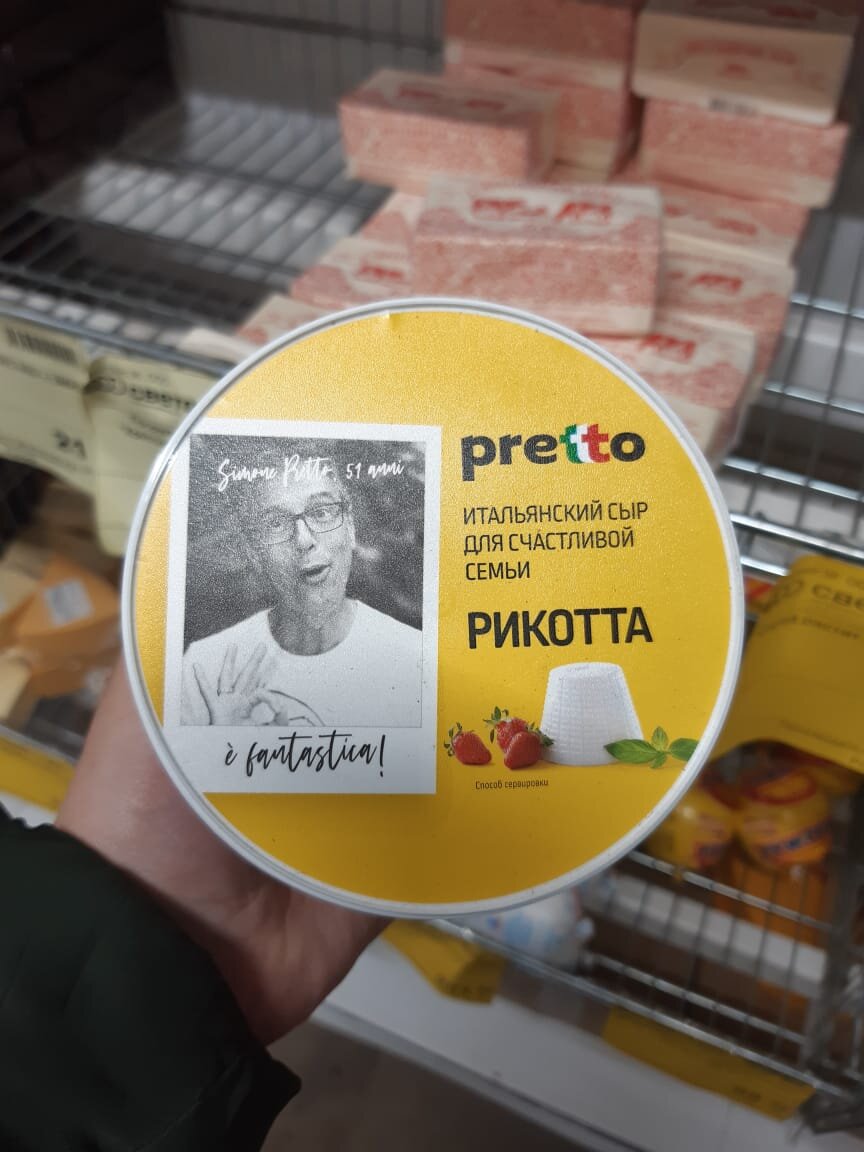 Simone Pretto, 51 anni
è fantastica!
pretto
ИТАЛЬЯНСКИЙ СЫР
ДЛЯ СЧАСТЛИВОЙ
СЕМЬИ
РИКОТТА
Способ сервировки